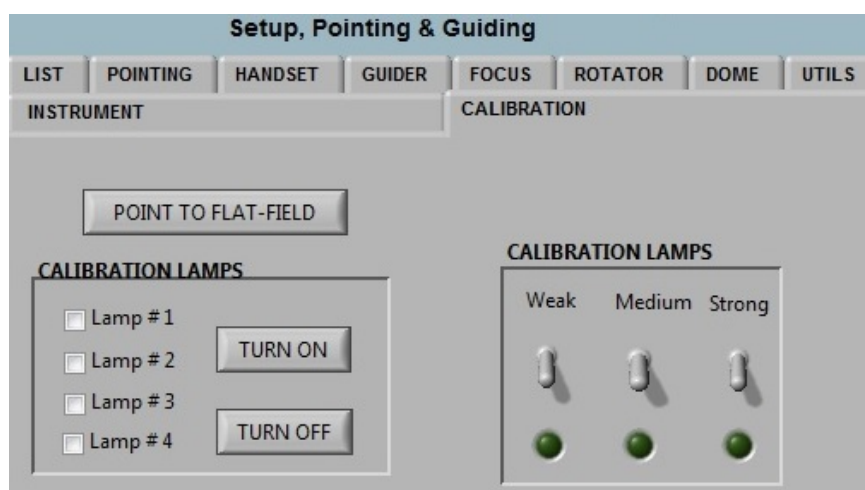 Setup, Pointing & Guiding
LIST POINTING HANDSET GUIDER FOCUS ROTATOR DOME UTILS
INSTRUMENT CALIBRATION
POINT TO FLAT-FIELD
CALIBRATION LAMPS
Lamp # 1
Lamp # 2
Lamp # 3
Lamp # 4
TURN ON
TURN OFF
CALIBRATION LAMPS
Weak Medium Strong